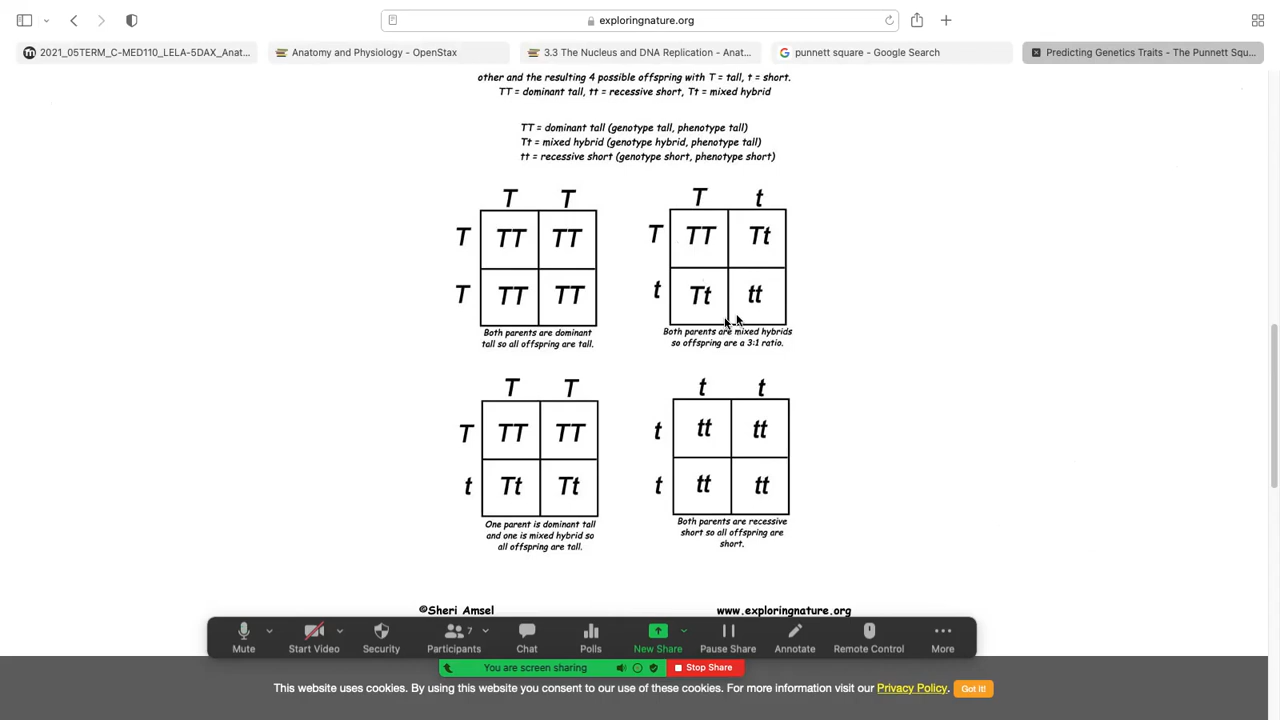 exploringnature.org
2021_05TERM_C-MED110_LELA-5DAX_Anat...
Anatomy and Physiology - OpenStax
3.3 The Nucleus and DNA Replication - Anat...
punnett square - Google Search
Predicting Genetics Traits - The Punnett Squ...
other and the resulting 4 possible offspring with T = tall, t = short.
TT = dominant tall, tt = recessive short, Tt = mixed hybrid
TT = dominant tall (genotype tall, phenotype tall)
Tt = mixed hybrid (genotype hybrid, phenotype tall)
tt = recessive short (genotype short, phenotype short)
T T
T TT TT
T TT TT
Both parents are dominant
tall so all offspring are tall.
T t
T TT Tt
t Tt tt
Both parents are mixed hybrids
so offspring are a 3:1 ratio.
T T
T TT TT
t Tt Tt
One parent is dominant tall
and one is mixed hybrid so
all offspring are tall.
t t
t tt tt
t tt tt
Both parents are recessive
short so all offspring are
short.
©Sheri Amsel
www.exploringnature.org
Mute
Start Video
Security
7
Participants
Chat
Polls
New Share
Pause Share
Annotate
Remote Control
More
You are screen sharing
Stop Share
This website uses cookies. By using this website you consent to our use of these cookies. For more information visit our Privacy Policy. Got it!